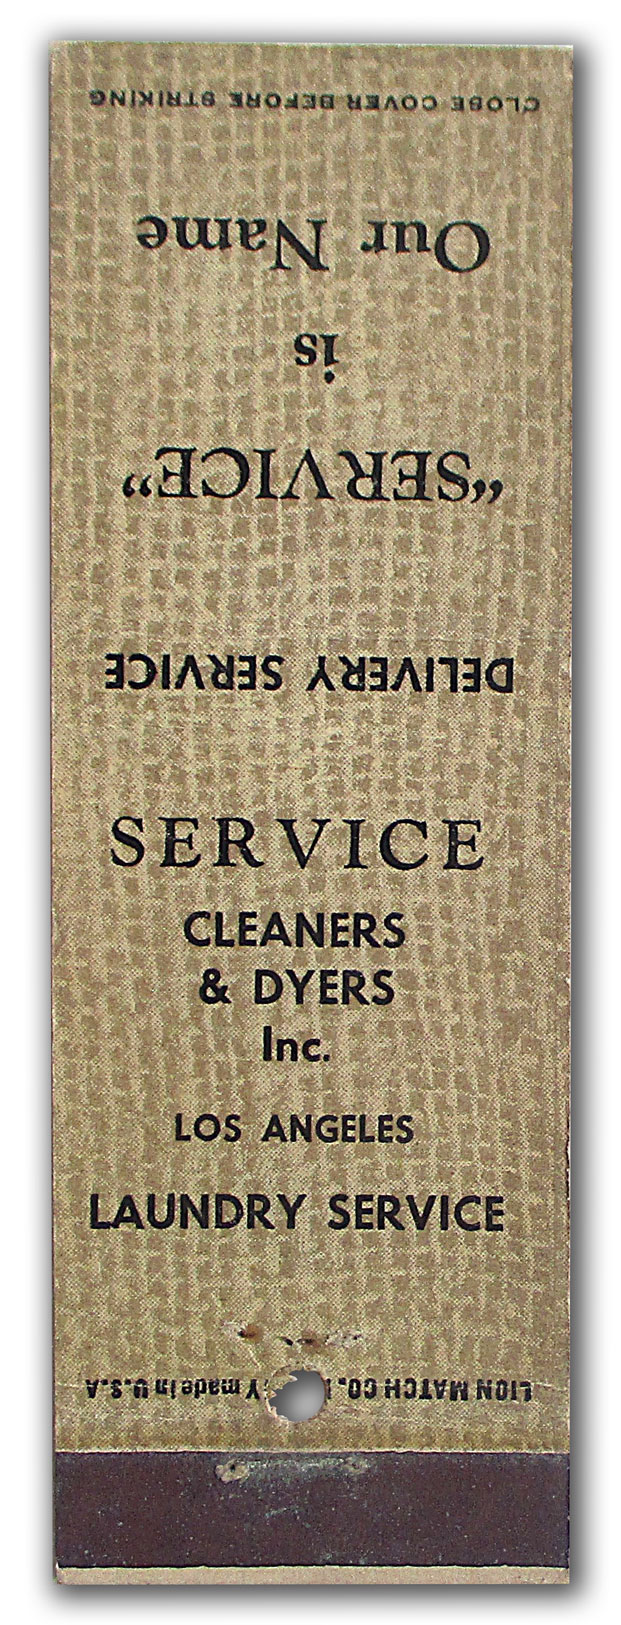 CLOSE COVER BEFORE STRIKING
Our Name
is
"SERVICE"
DELIVERY SERVICE
SERVICE
CLEANERS
& DYERS
Inc.
LOS ANGELES
LAUNDRY SERVICE
LION MATCH CO. Y made in U.S.A